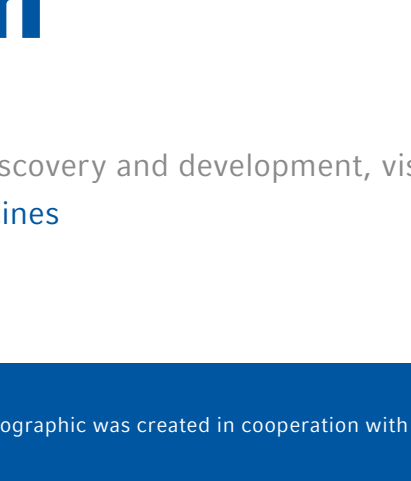 scovery and development, vis
ines
ographic was created in cooperation with